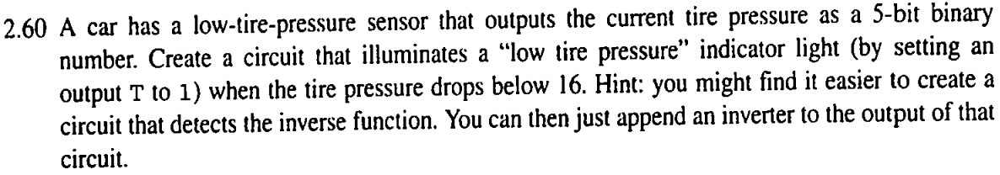 2.60 A car has a low-tire-pressure sensor that outputs the current tire pressure as a 5-bit binary
number. Create a circuit that illuminates a “low tire pressure” indicator light (by setting an
output T to 1) when the tire pressure drops below 16. Hint: you might find it easier to create a
circuit that detects the inverse function. You can then just append an inverter to the output of that
circuit.